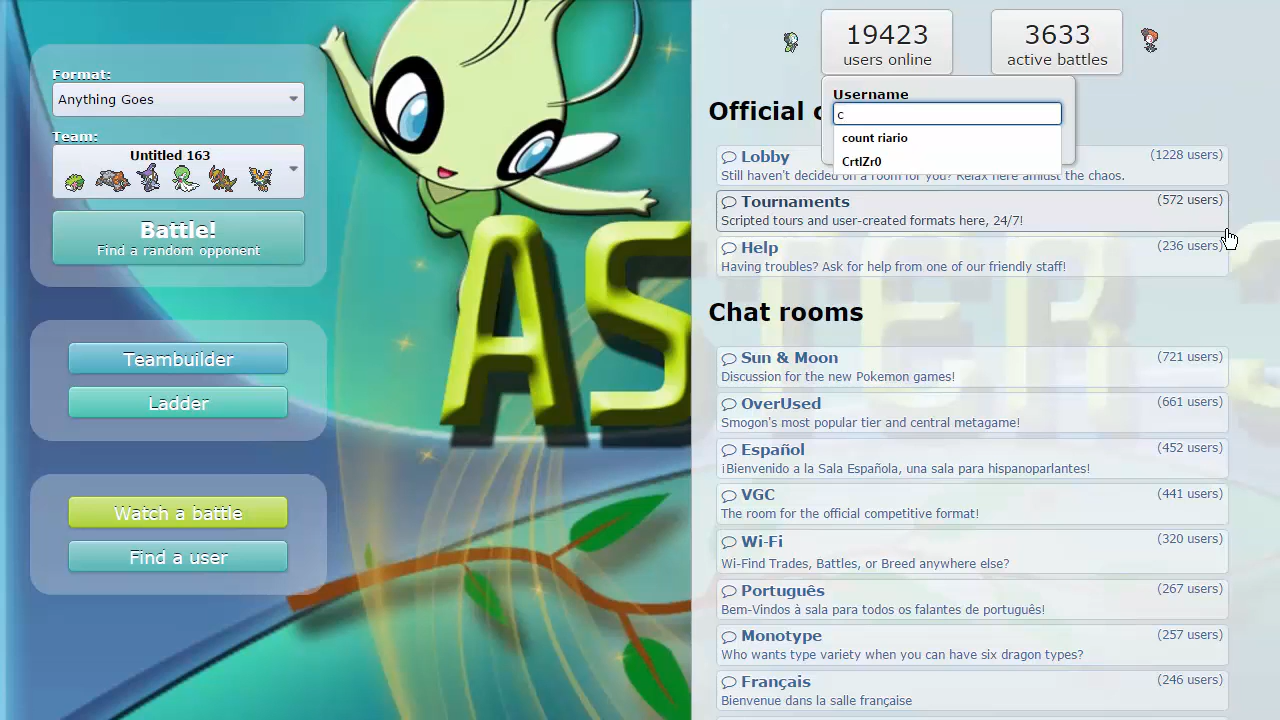 Format:
Anything Goes
Team:
Untitled 163
Battle!
Find a random opponent
Teambuilder
Ladder
Watch a battle
Find a user
AS
TER
19423
users online
3633
active battles
Username
c
count riario
CrtlZr0
Official c
Lobby (1228 users)
Still haven't decided on a room for you? Relax here amidst the chaos.
Tournaments (572 users)
Scripted tours and user-created formats here, 24/7!
Help (236 users)
Having troubles? Ask for help from one of our friendly staff!
Chat rooms
Sun & Moon (721 users)
Discussion for the new Pokemon games!
OverUsed (661 users)
Smogon's most popular tier and central metagame!
Español (452 users)
¡Bienvenido a la Sala Española, una sala para hispanoparlantes!
VGC (441 users)
The room for the official competitive format!
Wi-Fi (320 users)
Wi-Find Trades, Battles, or Breed anywhere else?
Português (267 users)
Bem-Vindos à sala para todos os falantes de português!
Monotype (257 users)
Who wants type variety when you can have six dragon types?
Français (246 users)
Bienvenue dans la salle française